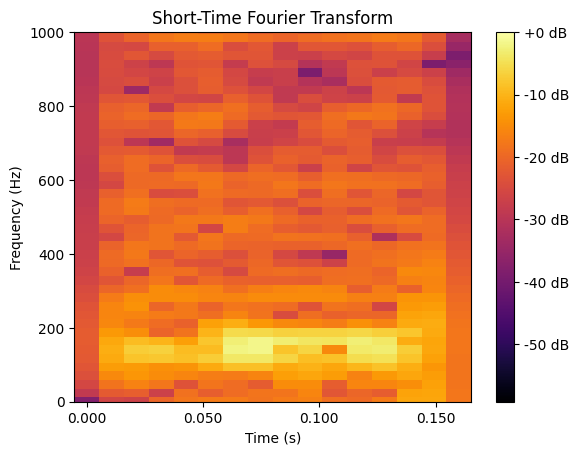 Short-Time Fourier Transform
1000
800
600
400
200
0
Frequency (Hz)
0.000
0.050
0.100
0.150
Time (s)
+0 dB
-10 dB
-20 dB
-30 dB
-40 dB
-50 dB